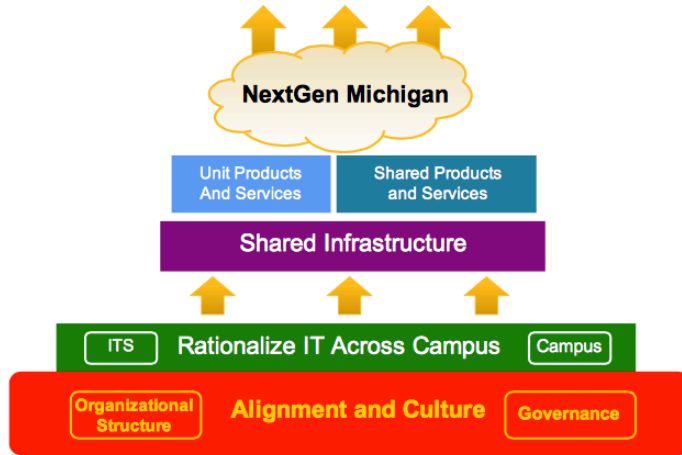 NextGen Michigan
Unit Products
And Services
Shared Products
and Services
Shared Infrastructure
ITS
Rationalize IT Across Campus
Campus
Organizational
Structure
Alignment and Culture
Governance